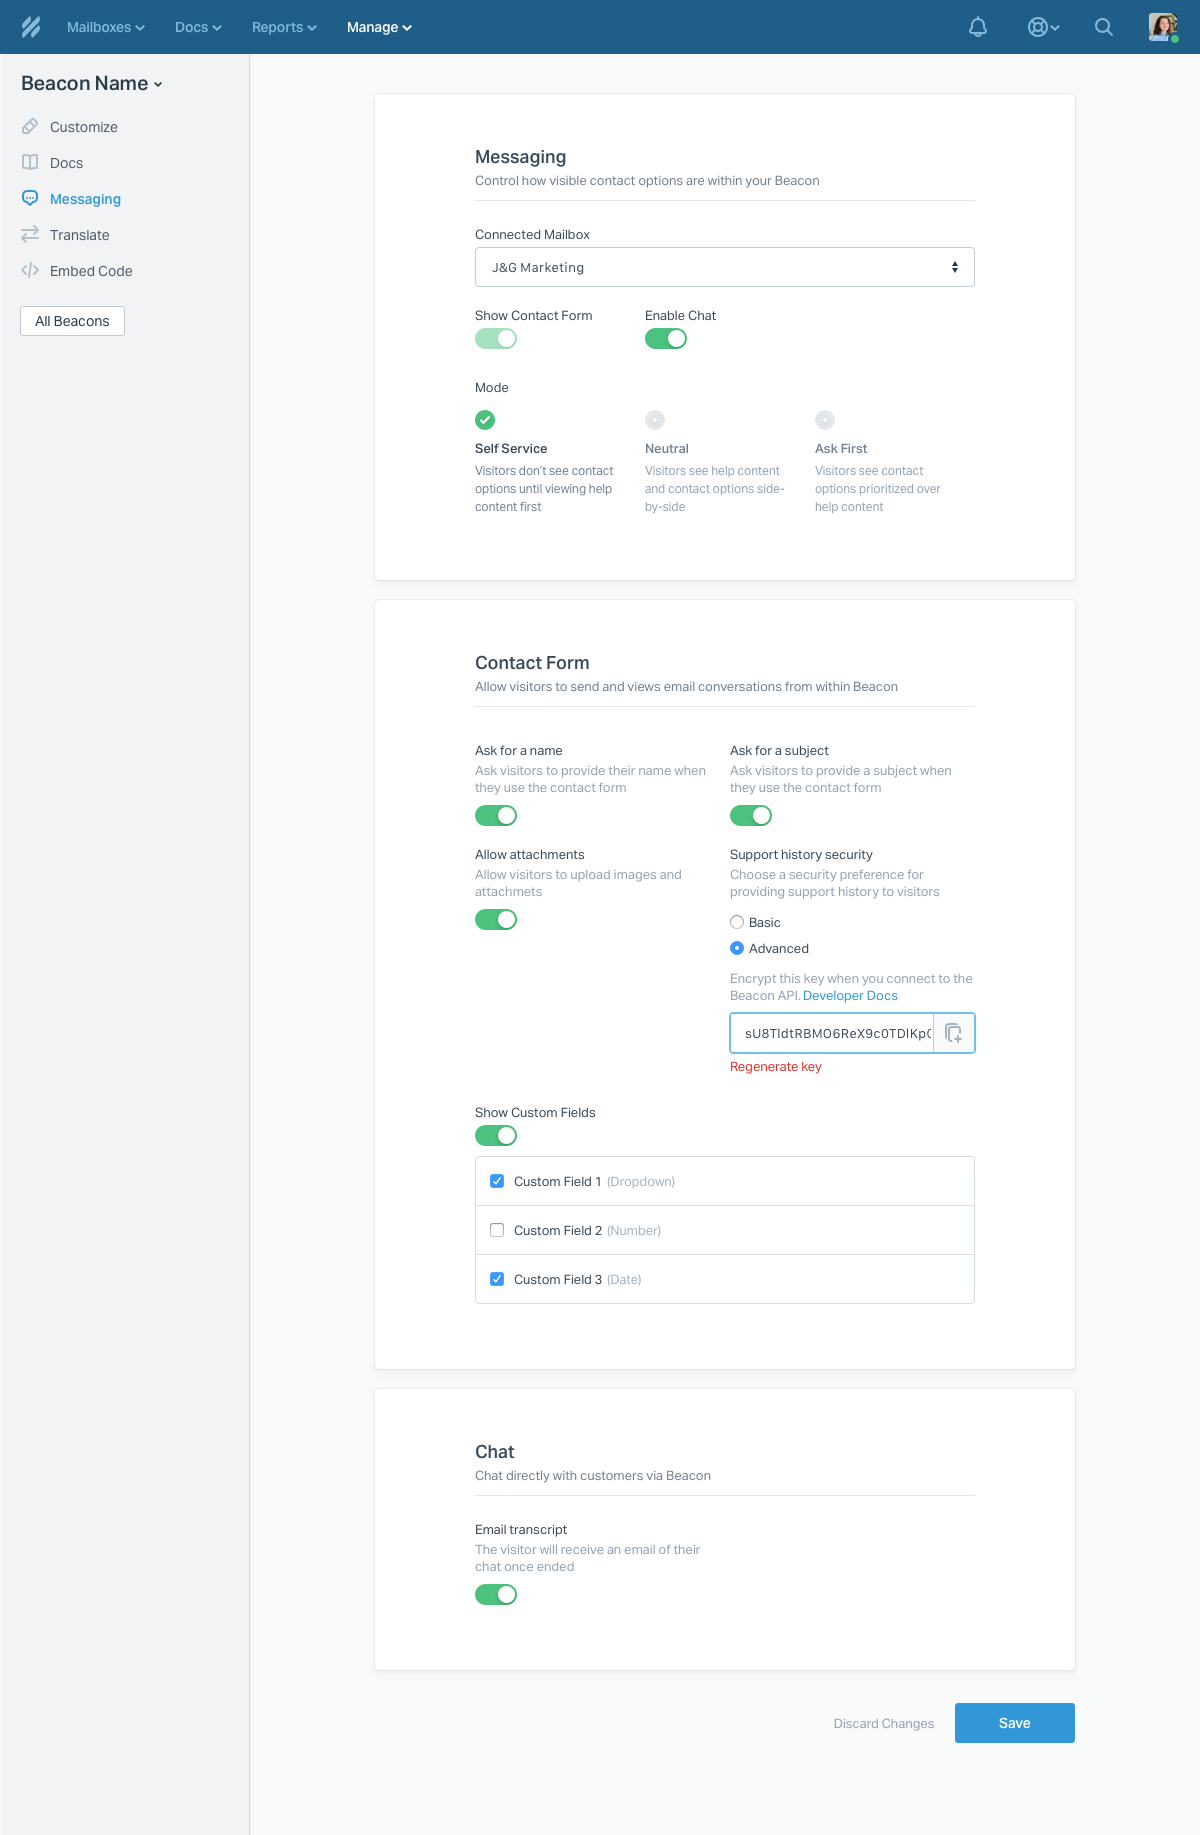 Mailboxes Docs Reports Manage
Beacon Name
Customize
Docs
Messaging
Translate
Embed Code
All Beacons
Messaging
Control how visible contact options are within your Beacon
Connected Mailbox
J&G Marketing
Show Contact Form
Enable Chat
Mode
Self Service
Visitors don't see contact
options until viewing help
content first
Neutral
Visitors see help content
and contact options side-
by-side
Ask First
Visitors see contact
options prioritized over
help content
Contact Form
Allow visitors to send and views email conversations from within Beacon
Ask for a name
Ask visitors to provide their name when
they use the contact form
Ask for a subject
Ask visitors to provide a subject when
they use the contact form
Allow attachments
Allow visitors to upload images and
attachmets
Support history security
Choose a security preference for
providing support history to visitors
Basic
Advanced
Encrypt this key when you connect to the
Beacon API. Developer Docs
Regenerate key
Show Custom Fields
Custom Field 1 (Dropdown)
Custom Field 2 (Number)
Custom Field 3 (Date)
Chat
Chat directly with customers via Beacon
Email transcript
The visitor will receive an email of their
chat once ended
Discard Changes
Save